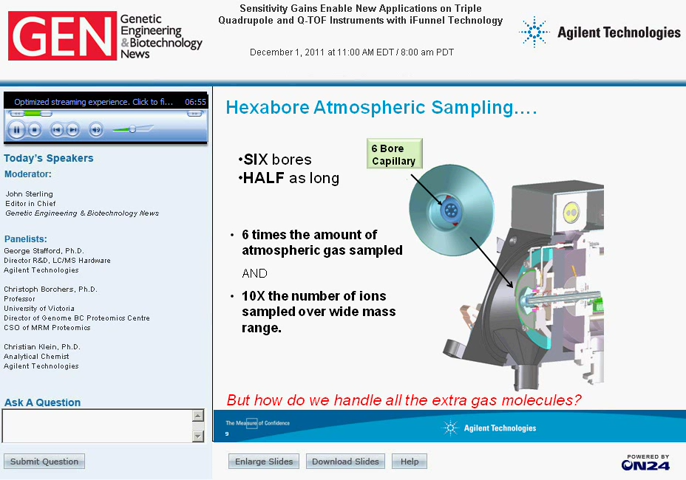 GEN
Genetic
Engineering
& Biotechnology
News
Sensitivity Gains Enable New Applications on Triple
Quadrupole and Q-TOF Instruments with iFunnel Technology
December 1, 2011 at 11:00 AM EDT / 8:00 am PDT
Agilent Technologies
Optimized streaming experience. Click to fi... 06:55
Today's Speakers
Moderator:
John Sterling
Editor in Chief
Genetic Engineering & Biotechnology News
Panelists:
George Stafford, Ph.D.
Director R&D, LC/MS Hardware
Agilent Technologies
Christoph Borchers, Ph.D.
Professor
University of Victoria
Director of Genome BC Proteomics Centre
CSO of MRM Proteomics
Christian Klein, Ph.D.
Analytical Chemist
Agilent Technologies
Ask A Question
Submit Question
Hexabore Atmospheric Sampling....
•SIX bores
•HALF as long
6 Bore
Capillary
• 6 times the amount of
atmospheric gas sampled
AND
• 10X the number of ions
sampled over wide mass
range.
But how do we handle all the extra gas molecules?
The Measure of Confidence
9
Agilent Technologies
Enlarge Slides
Download Slides
Help
POWERED BY
ON24